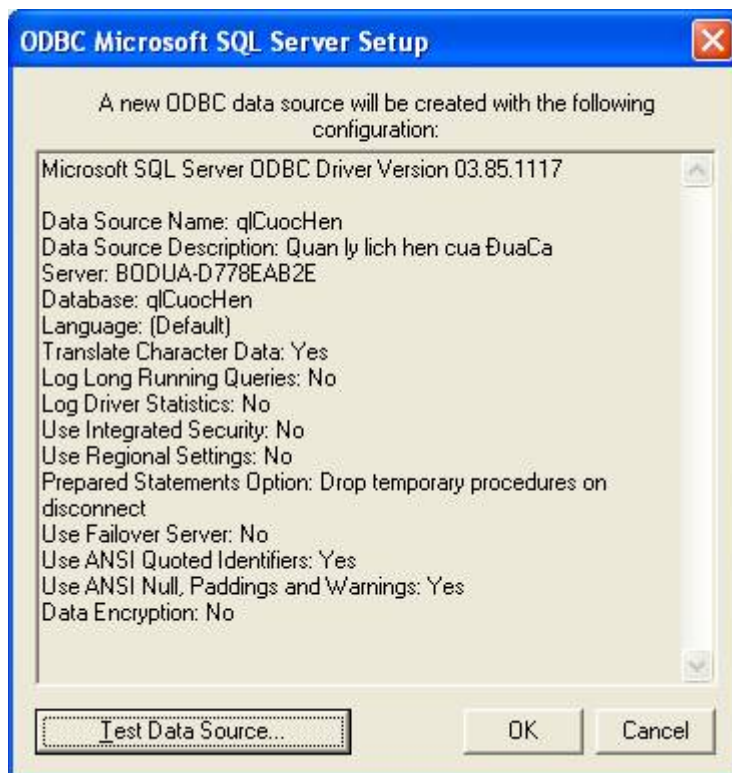 ODBC Microsoft SQL Server Setup
A new ODBC data source will be created with the following
configuration:
Microsoft SQL Server ODBC Driver Version 03.85.1117
Data Source Name: qlCuocHen
Data Source Description: Quan ly lich hen cua ĐuaCa
Server: BODUA-D778EAB2E
Database: qlCuocHen
Language: (Default)
Translate Character Data: Yes
Log Long Running Queries: No
Log Driver Statistics: No
Use Integrated Security: No
Use Regional Settings: No
Prepared Statements Option: Drop temporary procedures on
disconnect
Use Failover Server: No
Use ANSI Quoted Identifiers: Yes
Use ANSI Null, Paddings and Warnings: Yes
Data Encryption: No
Test Data Source... OK Cancel